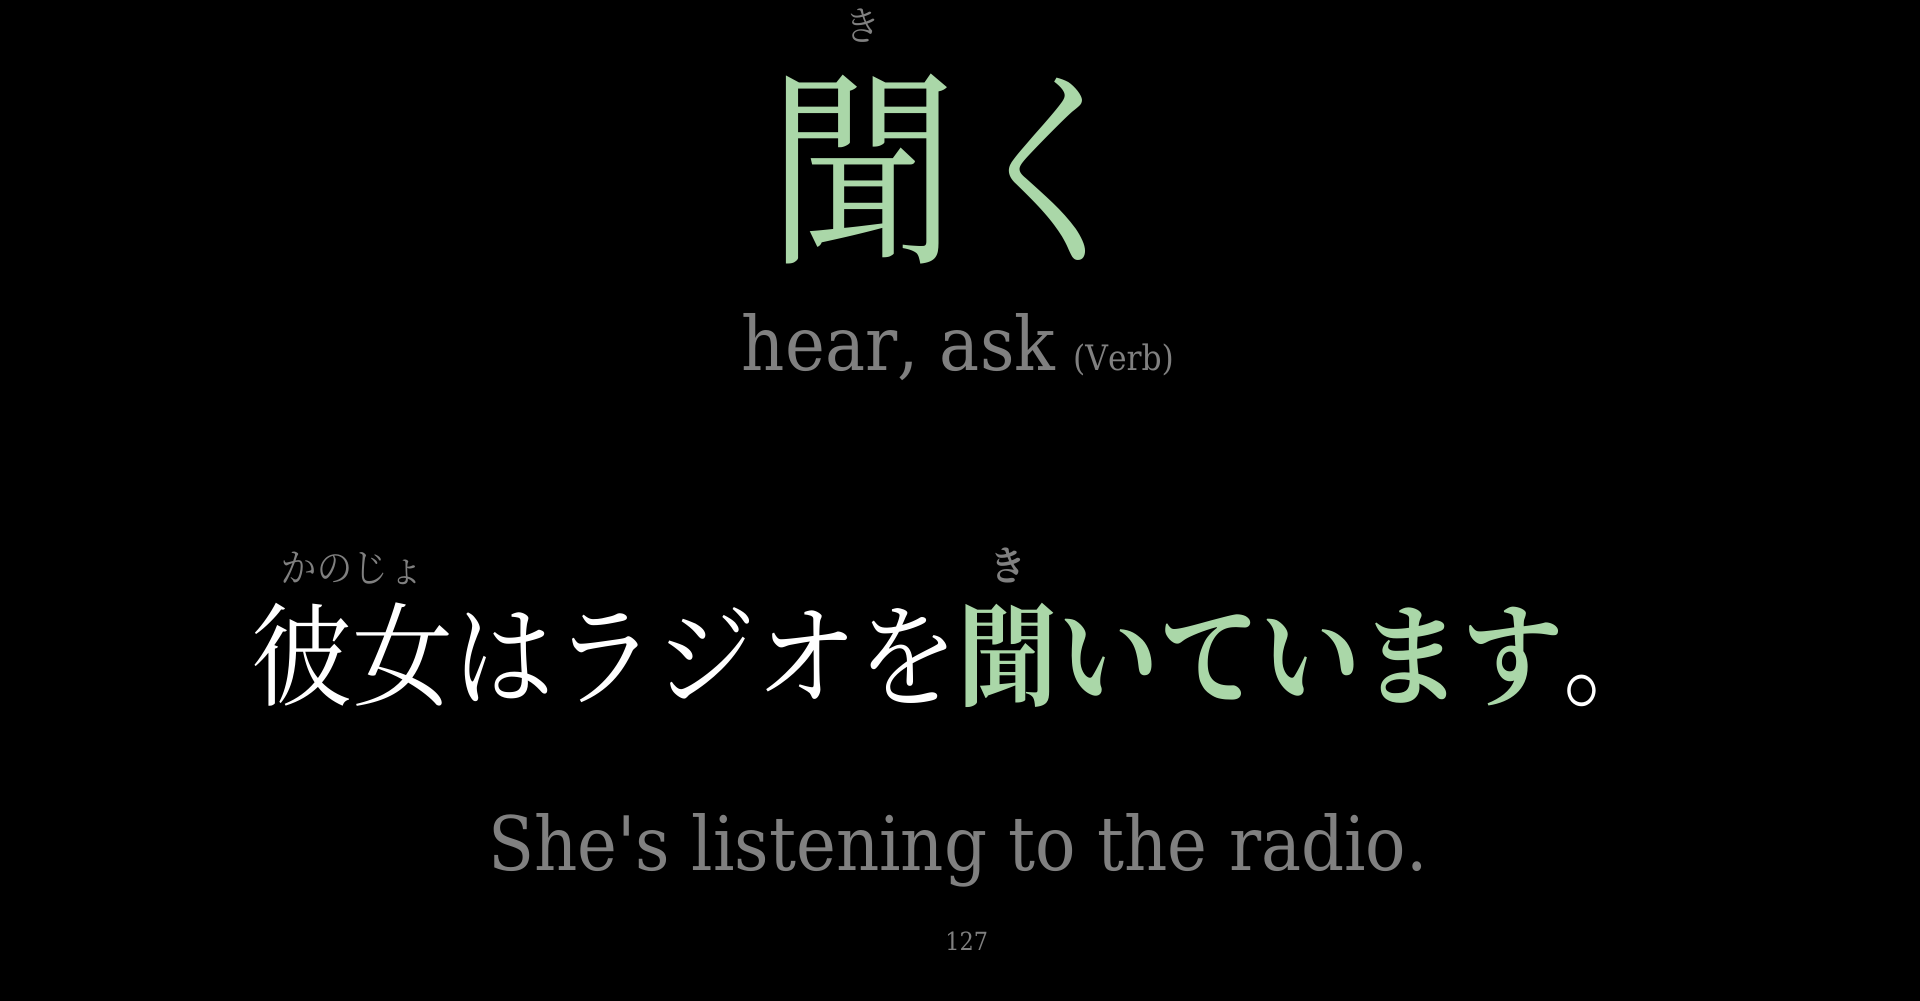 き
聞く
hear, ask (Verb)
かのじょ き
彼女はラジオを聞いています。
She's listening to the radio.
127